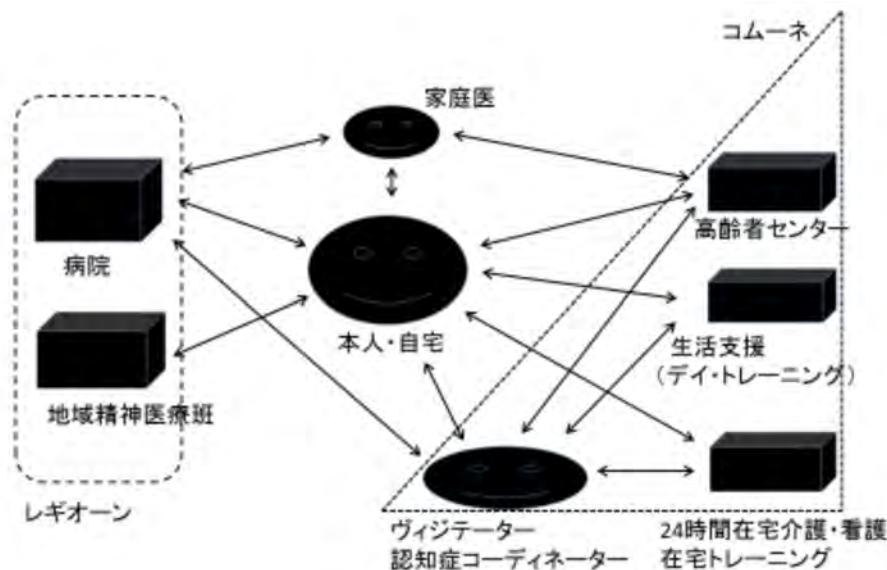 コムーネ
家庭医
病院
高齢者センター
本人・自宅
生活支援
(デイ・トレーニング)
地域精神医療班
レギオーン
ヴィジテーター
認知症コーディネーター
24時間在宅介護・看護
在宅トレーニング